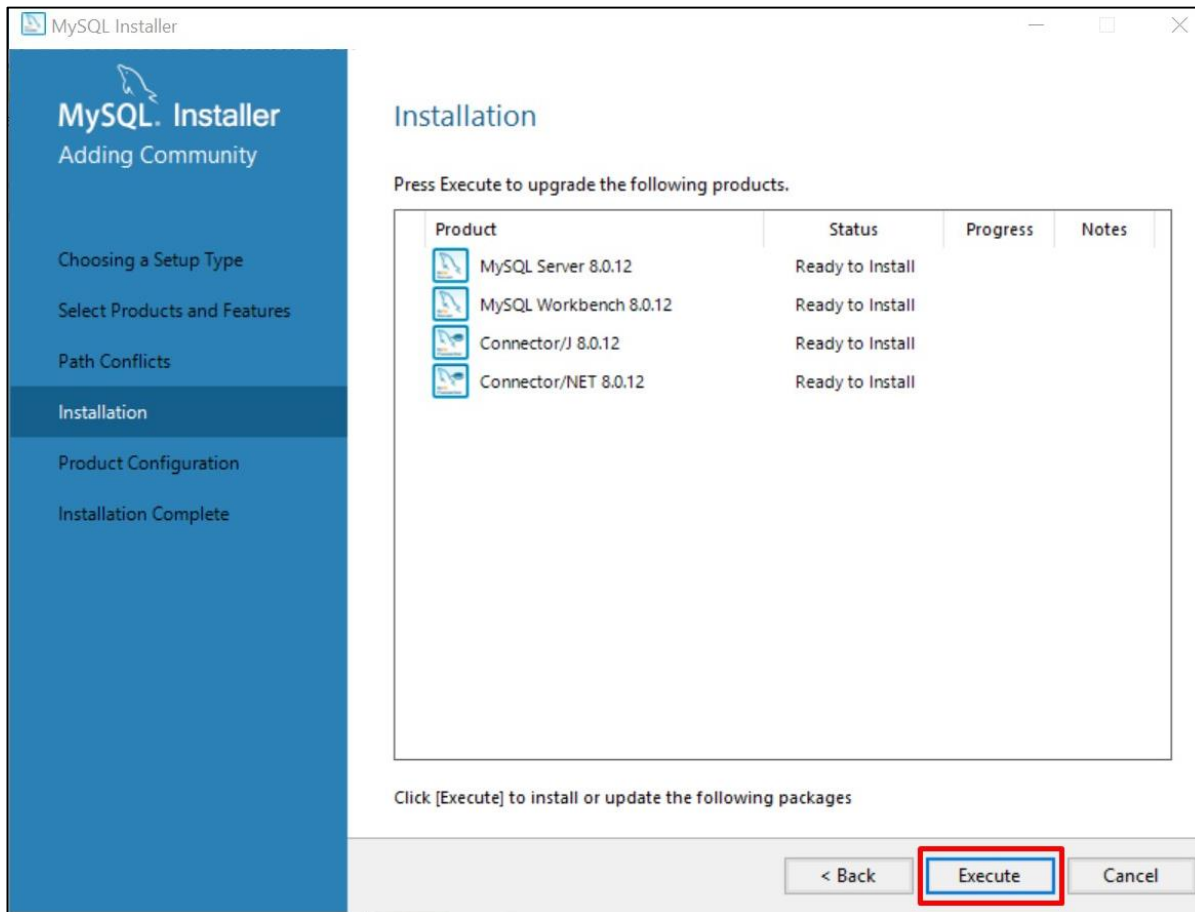 MySQL Installer
MySQL. Installer
Adding Community
Choosing a Setup Type
Select Products and Features
Path Conflicts
Installation
Product Configuration
Installation Complete
Installation
Press Execute to upgrade the following products.
Product Status Progress Notes
MySQL Server 8.0.12 Ready to Install
MySQL Workbench 8.0.12 Ready to Install
Connector/J 8.0.12 Ready to Install
Connector/NET 8.0.12 Ready to Install
Click [Execute] to install or update the following packages
< Back Execute Cancel